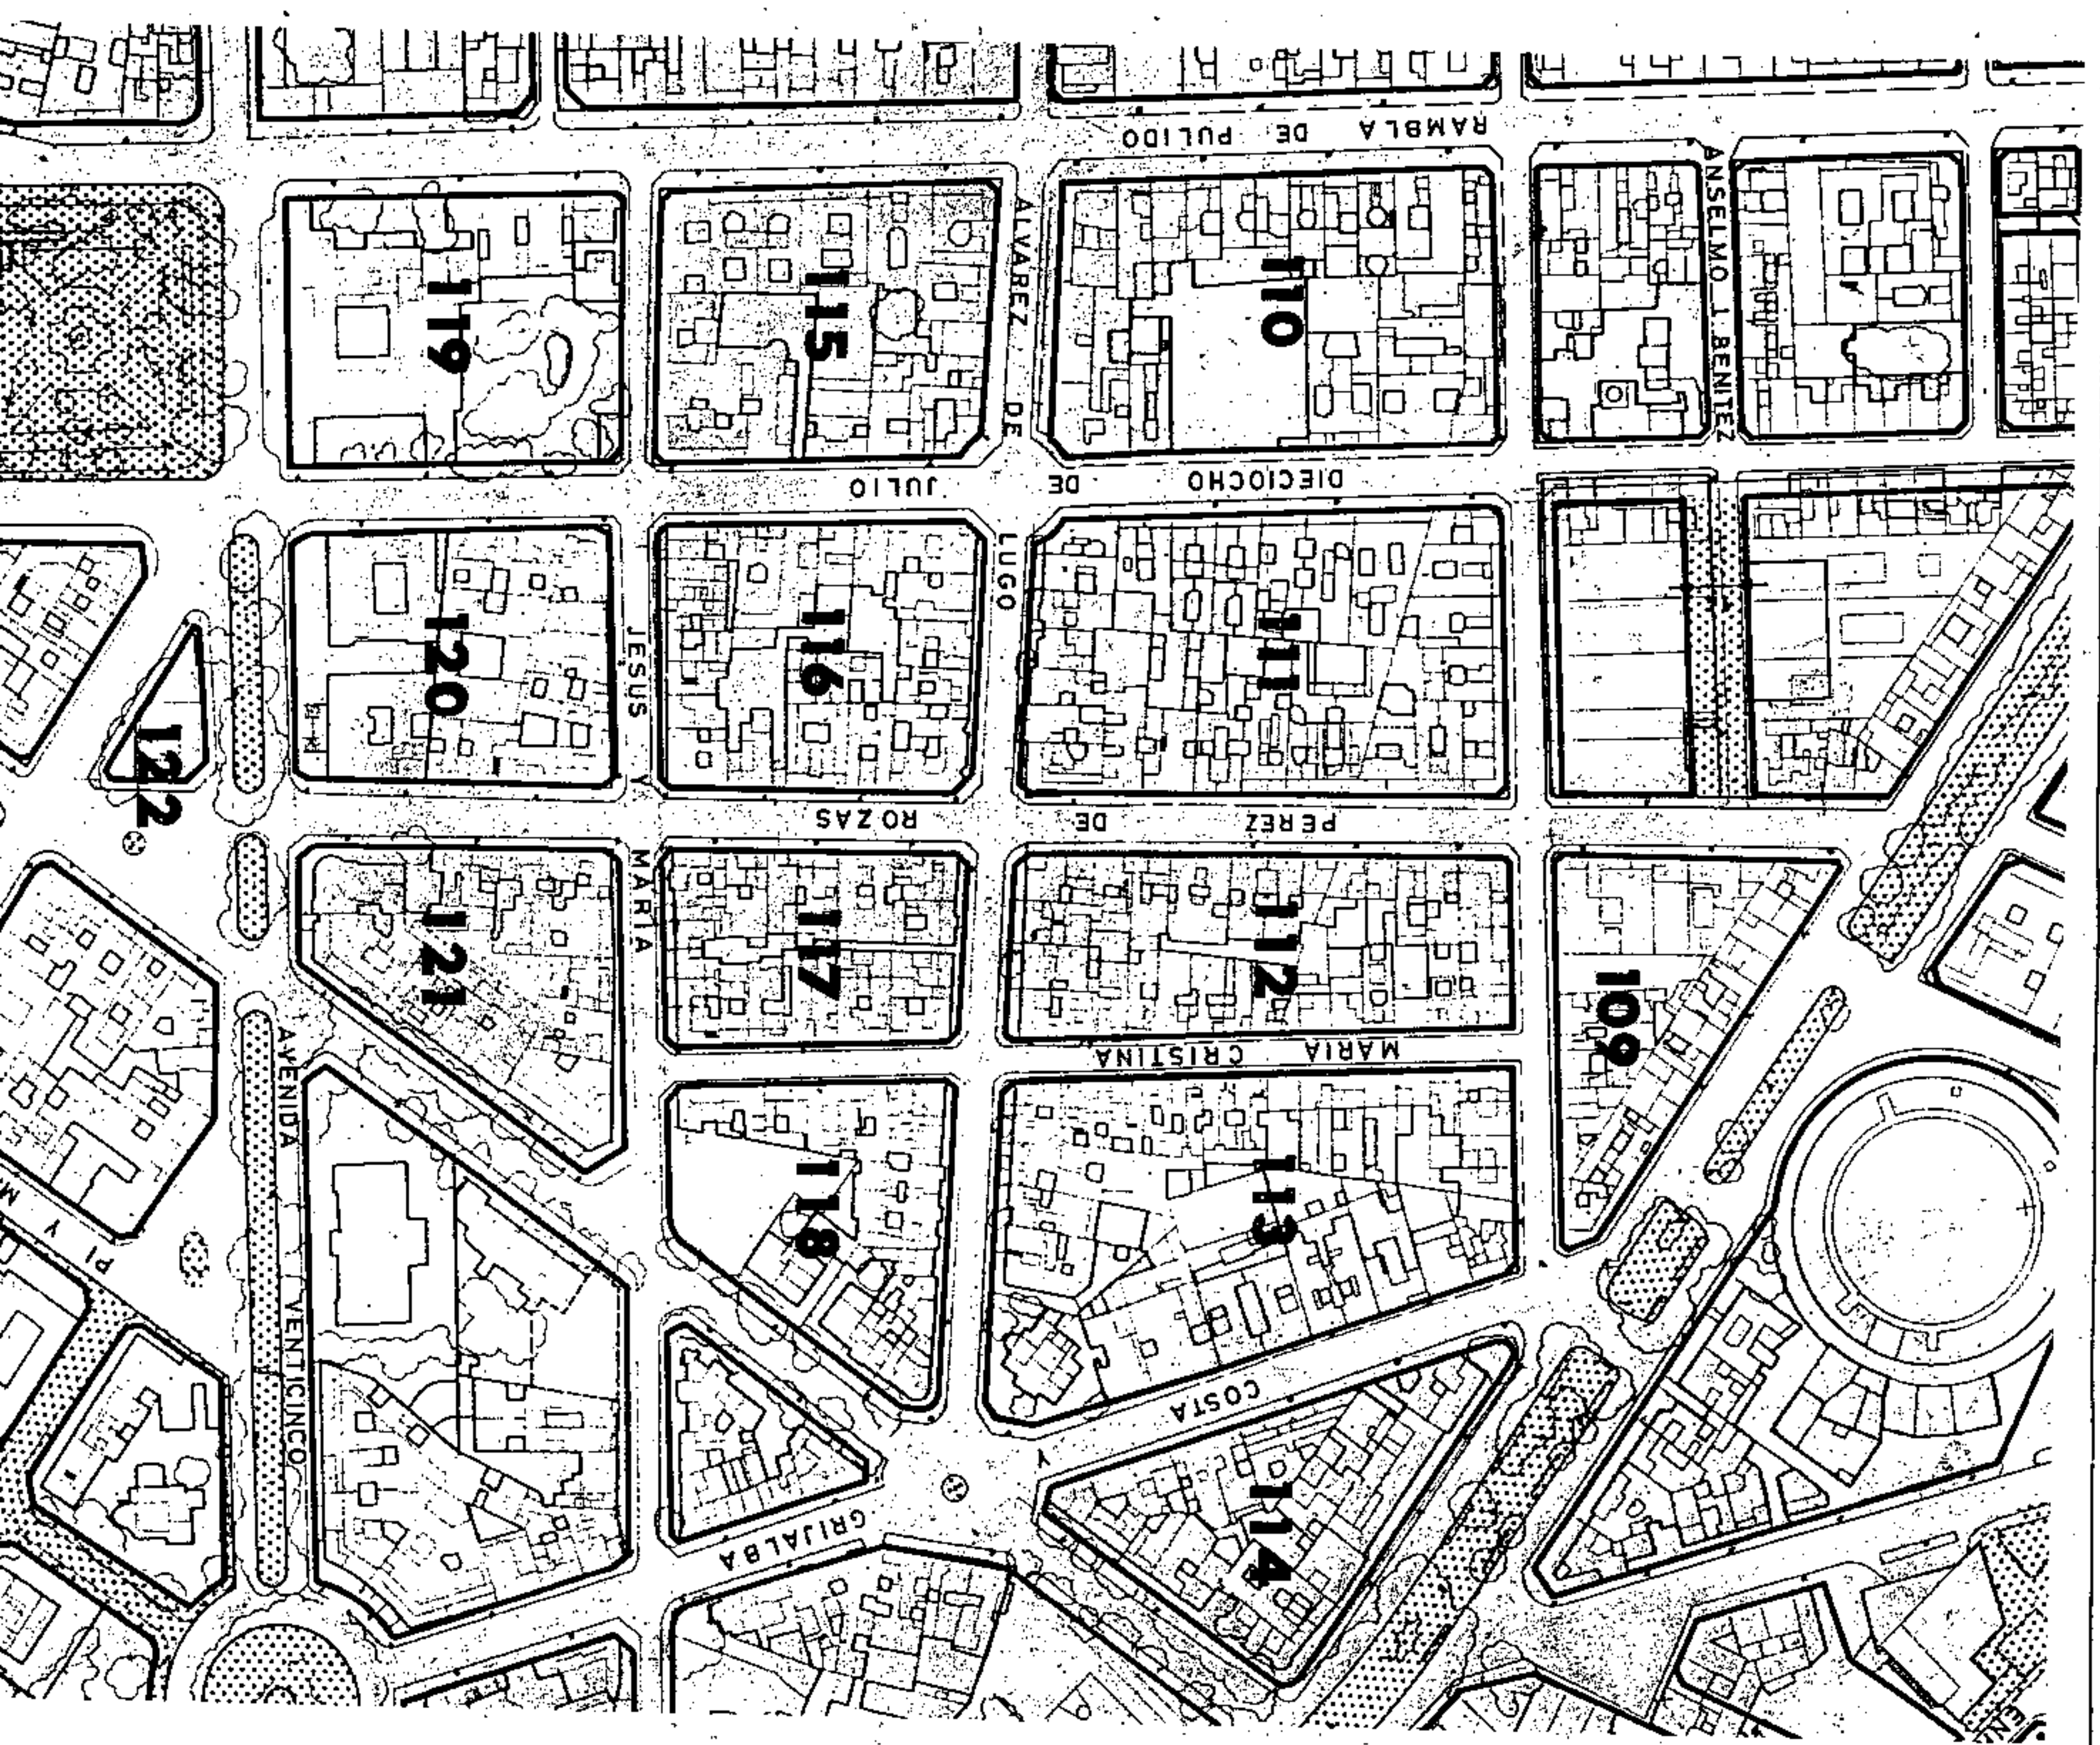 RAMBLA DE PULIDO
ANSELMO J. BENITEZ
ALVAREZ DE LUGO
119
115
110
DIECIOCHO DE JULIO
120
116
111
122
JESUS Y MARIA
PEREZ DE ROZAS
121
117
112
109
MARIA CRISTINA
AVENIDA VENTICINCO
118
113
PI Y M
COSTA Y GRIJALBA
114